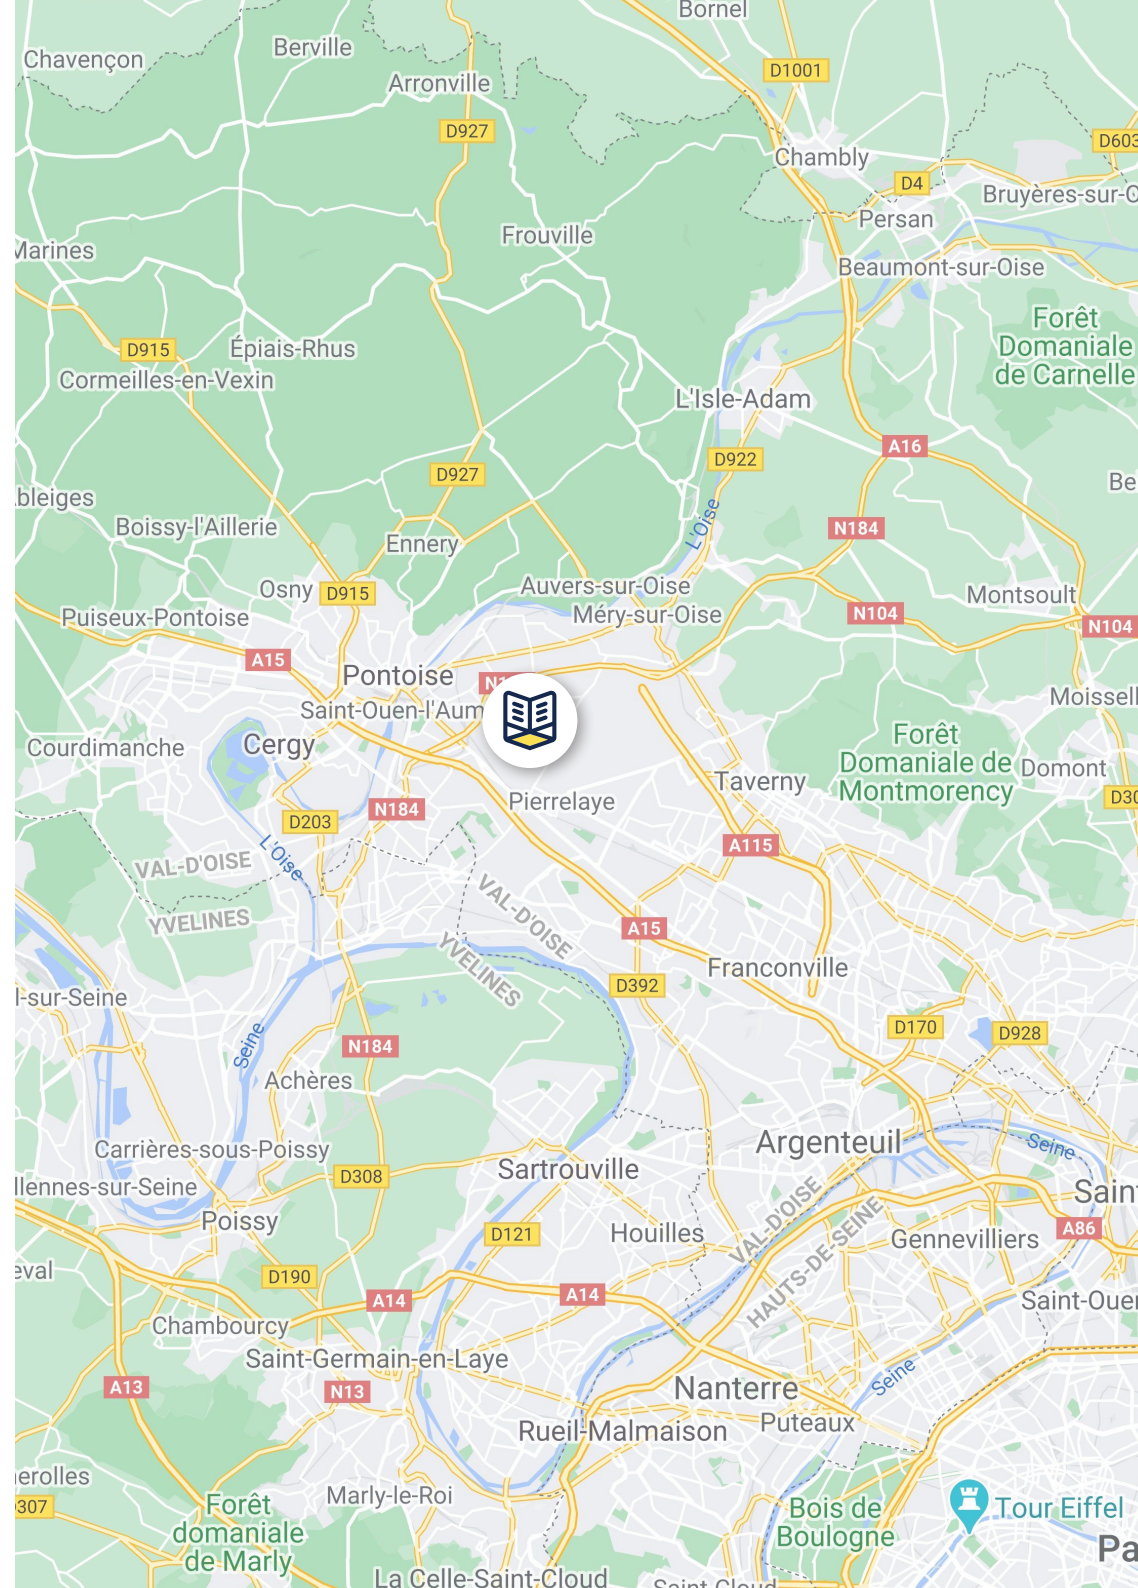 Bornel
Chavençon
Berville
D1001
Arronville
D927
D603
Chambly
D4
Bruyères-sur-O
Persan
Frouville
Marines
Beaumont-sur-Oise
Forêt
Domaniale
de Carnelle
D915
Épiais-Rhus
Cormeilles-en-Vexin
L'Isle-Adam
A16
D922
D927
Be
bleiges
L'Oise
Boissy-l'Aillerie
N184
Ennery
Auvers-sur-Oise
Osny
D915
Montsoult
Méry-sur-Oise
N104
Puiseux-Pontoise
N104
A15
Pontoise
N1
Moissell
Saint-Ouen-l'Aum
Forêt
Domaniale de
Montmorency
Cergy
Courdimanche
Domont
Taverny
D30
Pierrelaye
N184
D203
A115
L'Oise
VAL-D'OISE
YVELINES
VAL-D'OISE
YVELINES
A15
Franconville
D392
l-sur-Seine
D170
D928
Seine
N184
Achères
Argenteuil
Seine
Carrières-sous-Poissy
Sartrouville
D308
llennes-sur-Seine
Saint
Poissy
VAL-D'OISE
HAUTS-DE-SEINE
D121
Houilles
A86
Gennevilliers
eval
D190
A14
A14
Saint-Ouen
Chambourcy
Saint-Germain-en-Laye
A13
N13
Nanterre
Seine
Puteaux
Rueil-Malmaison
erolles
Marly-le-Roi
307
Forêt
domaniale
de Marly
Bois de
Boulogne
Tour Eiffel
Pa
La Celle-Saint-Cloud
Saint-Cloud